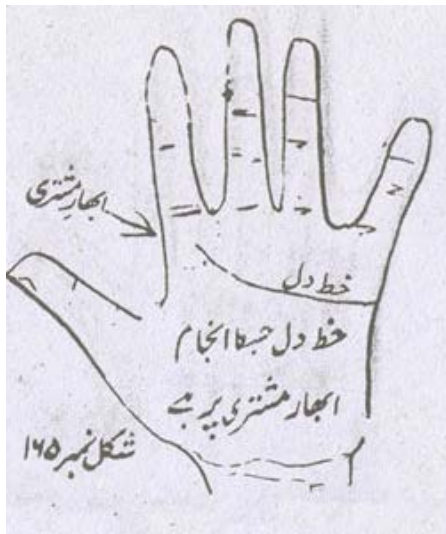 ابھار مشتری
خط دل
خط دل جسکا انجام
ابھار مشتری پر ہے
شکل نمبر ۱۶۵